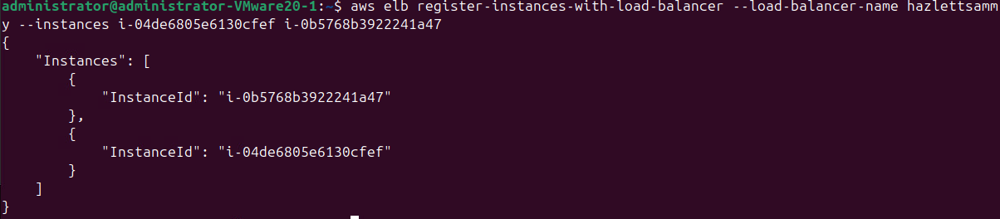 administrator@administrator-VMware20-1:~$ aws elb register-instances-with-load-balancer --load-balancer-name hazlettsamm
y --instances i-04de6805e6130cfef i-0b5768b3922241a47
{
    "Instances": [
        {
            "InstanceId": "i-0b5768b3922241a47"
        },
        {
            "InstanceId": "i-04de6805e6130cfef"
        }
    ]
}